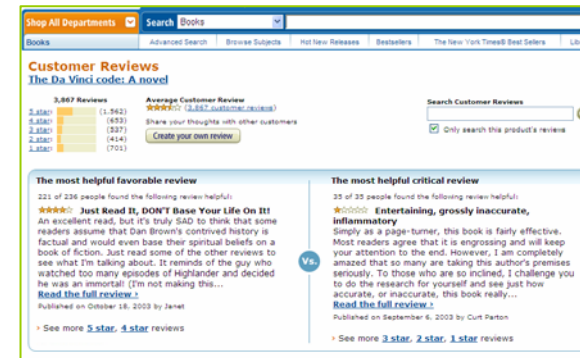 Shop All Departments Search Books
Books Advanced Search Browse Subjects Hot New Releases Bestsellers The New York Times® Best Sellers
Customer Reviews
The Da Vinci code: A novel
3,867 Reviews
5 star: (1,562)
4 star: (653)
3 star: (537)
2 star: (414)
1 star: (701)
Average Customer Review
(3,867 customer reviews)
Share your thoughts with other customers
Create your own review
Search Customer Reviews
Only search this product's reviews
The most helpful favorable review
221 of 236 people found the following review helpful:
Just Read It, DON'T Base Your Life On It!
An excellent read, but it's truly SAD to think that some
readers assume that Dan Brown's contrived history is
factual and would even base their spiritual beliefs on a
book of fiction. Just read some of the other reviews to
see what I'm talking about. It reminds of the guy who
watched too many episodes of Highlander and decided
he was an immortal! (I'm not making this...
Read the full review ›
Published on October 18, 2003 by Janet
› See more 5 star, 4 star reviews
Vs.
The most helpful critical review
35 of 35 people found the following review helpful:
Entertaining, grossly inaccurate,
inflammatory
Simply as a page-turner, this book is fairly effective.
Most readers agree that it is engrossing and will keep
your attention to the end. However, I am completely
amazed that so many are taking this author's premises
seriously. To those who are so inclined, I challenge you
to do the research for yourself and see just how
accurate, or inaccurate, this book really...
Read the full review ›
Published on September 6, 2003 by Curt Parton
› See more 3 star, 2 star, 1 star reviews